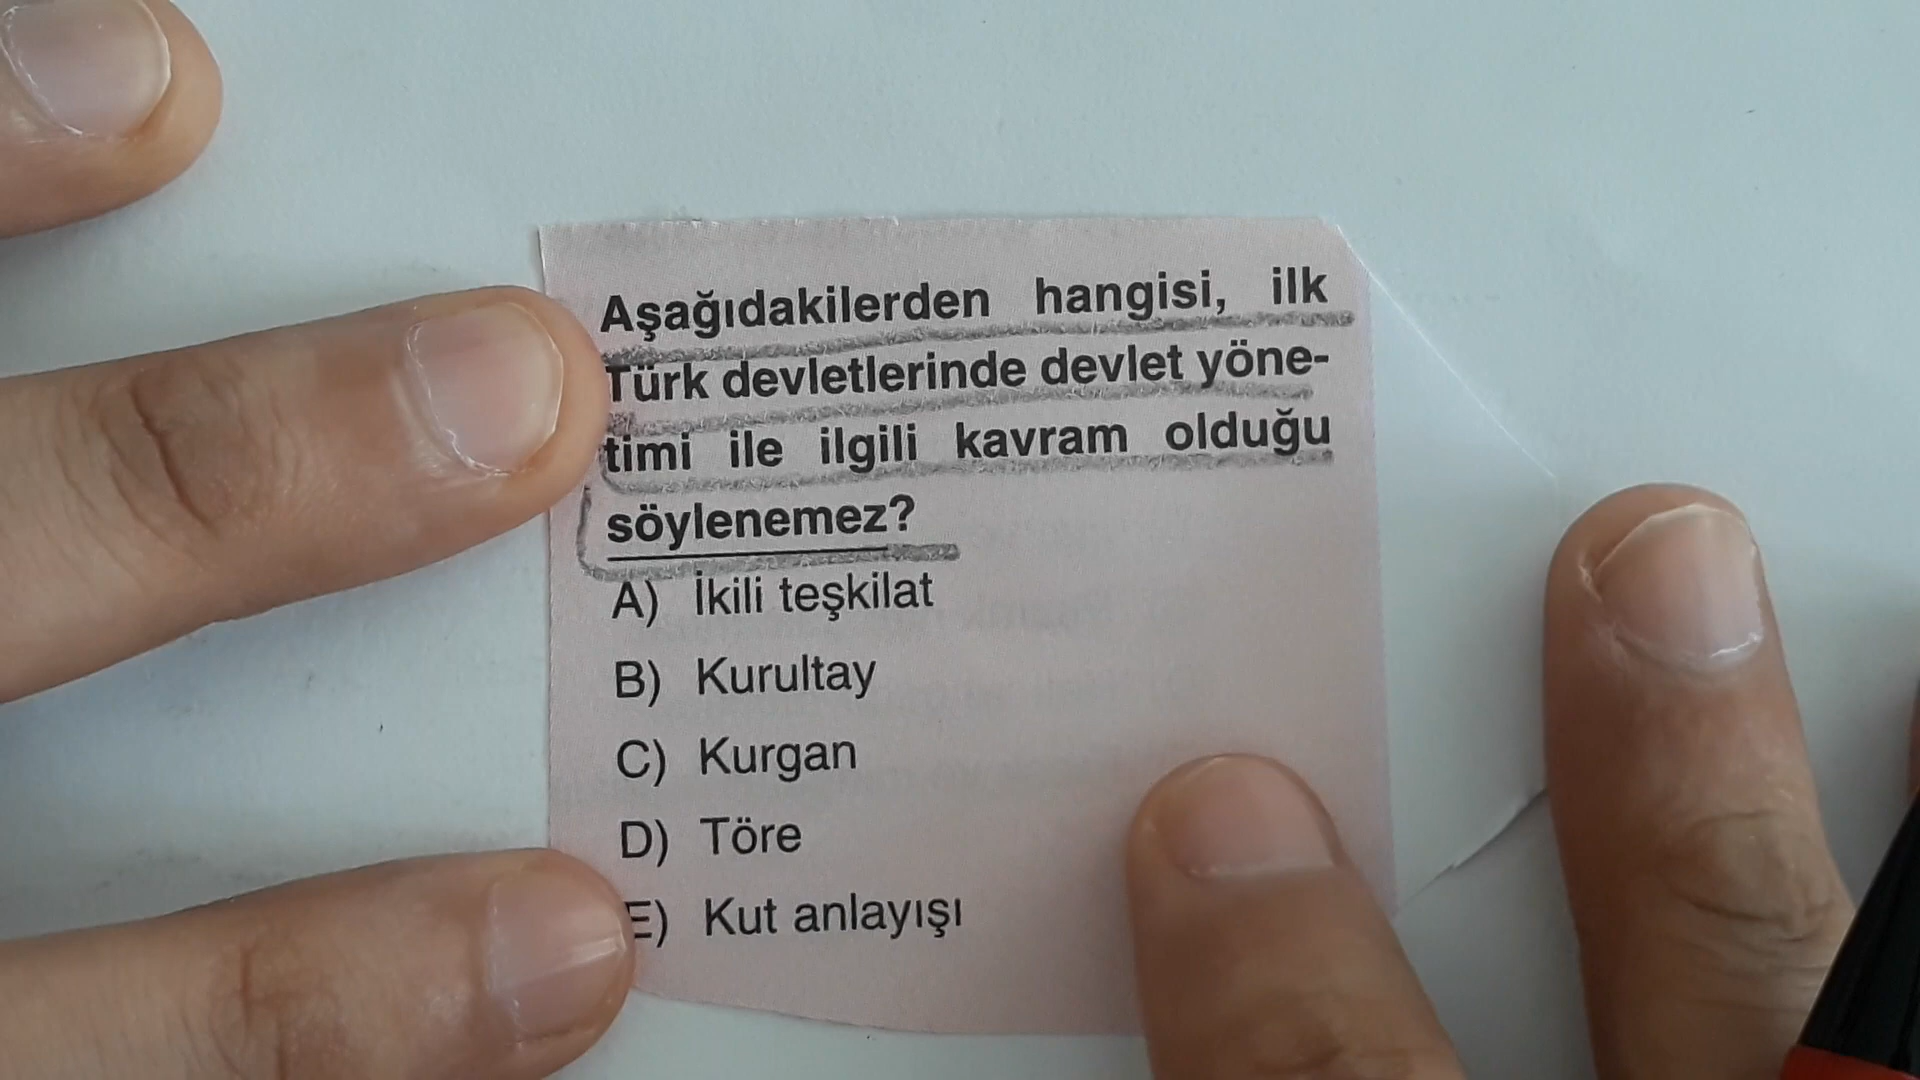 Aşağıdakilerden hangisi, ilk
Türk devletlerinde devlet yöne-
timi ile ilgili kavram olduğu
söylenemez?
A) İkili teşkilat
B) Kurultay
C) Kurgan
D) Töre
E) Kut anlayışı